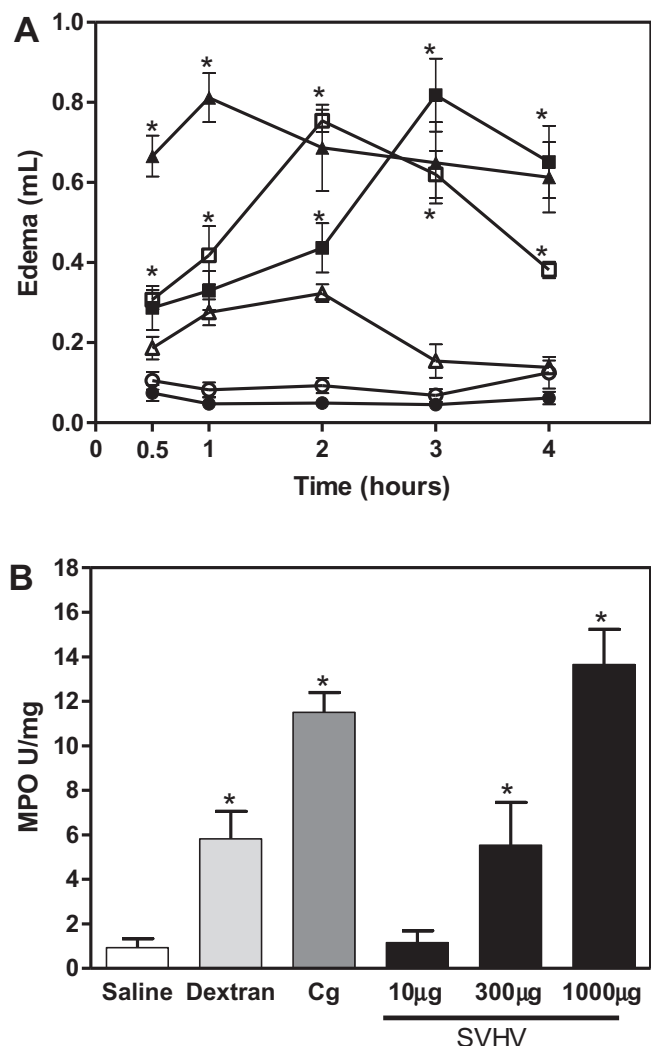 A
1.0
0.8
0.6
0.4
0.2
0.0
Edema (mL)
* * * * * * * * * * *
0 0.5 1 2 3 4
Time (hours)
B
18
16
14
12
10
8
6
4
2
0
MPO U/mg
* * * *
Saline Dextran Cg 10µg 300µg 1000µg
SVHV